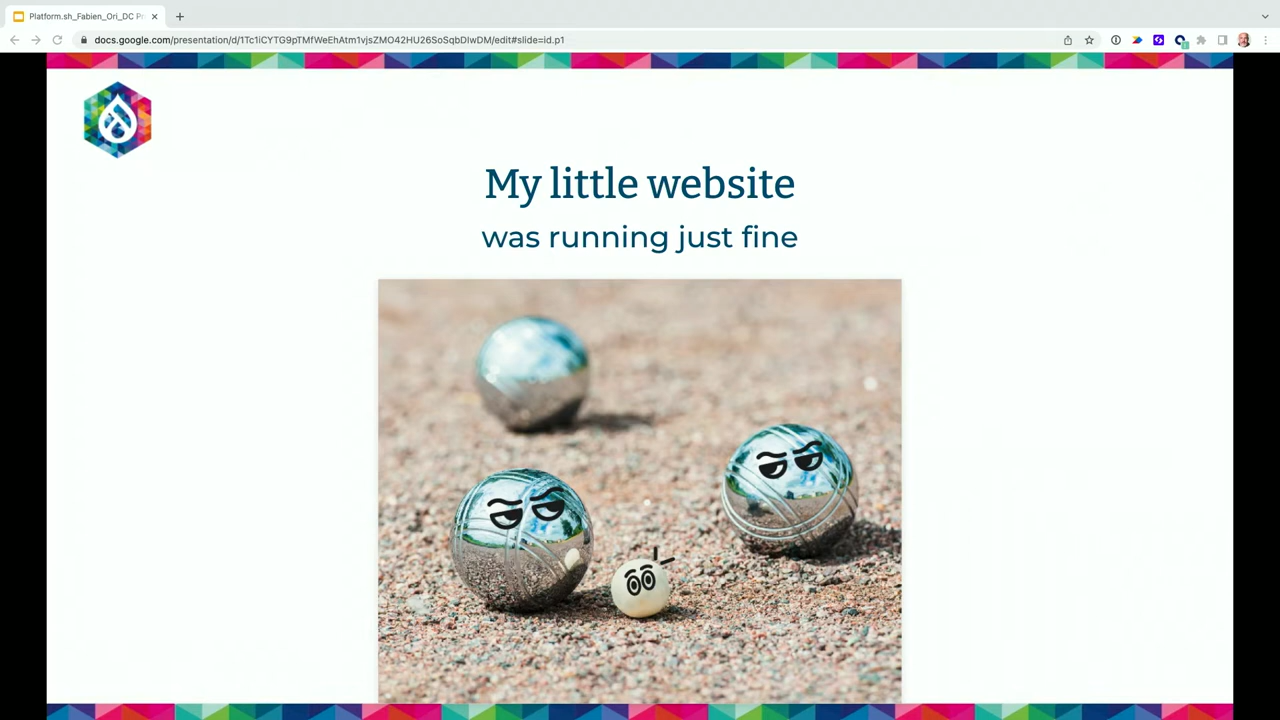 Platform.sh_Fabien_Ori_DC P
docs.google.com/presentation/d/1Tc1iCYTG9pTMfWeEhAtm1vjsZMO42HU26SoSqbDIwDM/edit#slide=id.p1
My little website
was running just fine